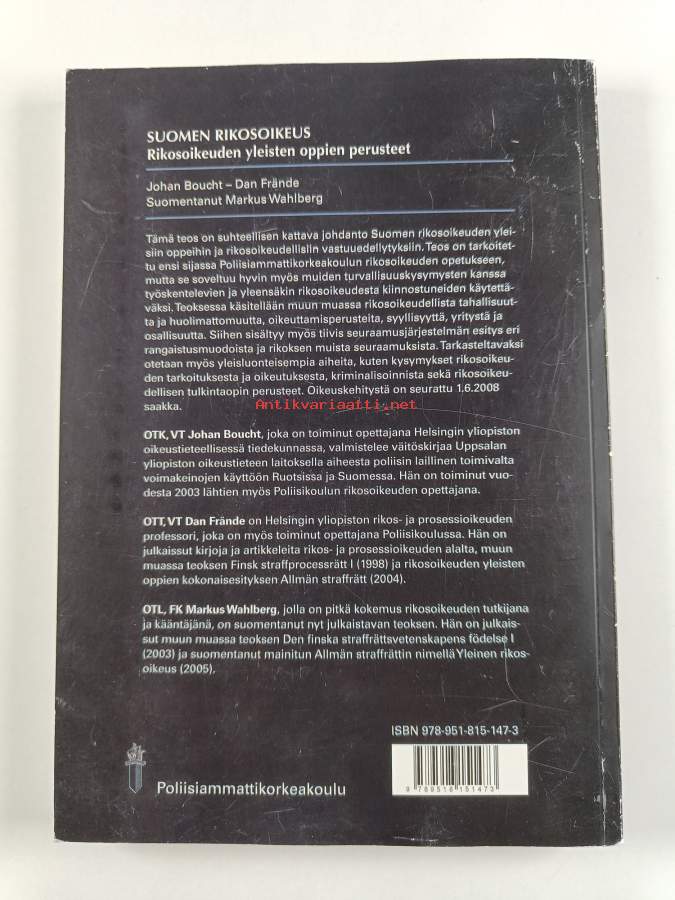 SUOMEN RIKOSOIKEUS
Rikosoikeuden yleisten oppien perusteet
Johan Boucht – Dan Frände
Suomentanut Markus Wahlberg
Tämä teos on suhteellisen kattava johdanto Suomen rikosoikeuden ylei-
siin oppeihin ja rikosoikeudellisiin vastuuedellytyksiin. Teos on tarkoitet-
tu ensi sijassa Poliisiammattikorkeakoulun rikosoikeuden opetukseen,
mutta se soveltuu hyvin myös muiden turvallisuuskysymysten kanssa
työskentelevien ja yleensäkin rikosoikeudesta kiinnostuneiden käytettä-
väksi. Teoksessa käsitellään muun muassa rikosoikeudellista tahallisuut-
ta ja huolimattomuutta, oikeuttamisperusteita, syyllisyyttä, yritystä ja
osallisuutta. Siihen sisältyy myös tiivis seuraamusjärjestelmän esitys eri
rangaistusmuodoista ja rikoksen muista seuraamuksista. Tarkasteltavaksi
otetaan myös yleisluonteisempia aiheita, kuten kysymykset rikosoikeu-
den tarkoituksesta ja oikeutuksesta, kriminalisoinnista sekä rikosoikeu-
dellisen tulkintaopin perusteet. Oikeuskehitystä on seurattu 1.6.2008
saakka.
Antikvariaatti.net
OTK, VT Johan Boucht, joka on toiminut opettajana Helsingin yliopiston
oikeustieteellisessä tiedekunnassa, valmistelee väitöskirjaa Uppsalan
yliopiston oikeustieteen laitoksella aiheesta poliisin laillinen toimivalta
voimakeinojen käyttöön Ruotsissa ja Suomessa. Hän on toiminut vuo-
desta 2003 lähtien myös Poliisikoulun rikosoikeuden opettajana.
OTT, VT Dan Frände on Helsingin yliopiston rikos- ja prosessioikeuden
professori, joka on myös toiminut opettajana Poliisikoulussa. Hän on
julkaissut kirjoja ja artikkeleita rikos- ja prosessioikeuden alalta, muun
muassa teoksen Finsk straffprocessrätt I (1998) ja rikosoikeuden yleisten
oppien kokonaisesityksen Allmän straffrätt (2004).
OTL, FK Markus Wahlberg, jolla on pitkä kokemus rikosoikeuden tutkijana
ja kääntäjänä, on suomentanut nyt julkaistavan teoksen. Hän on julkais-
sut muun muassa teoksen Den finska straffrättsvetenskapens födelse I
(2003) ja suomentanut mainitun Allmän straffrättin nimellä Yleinen rikos-
oikeus (2005).
ISBN 978-951-815-147-3
9 789518 151473
Poliisiammattikorkeakoulu